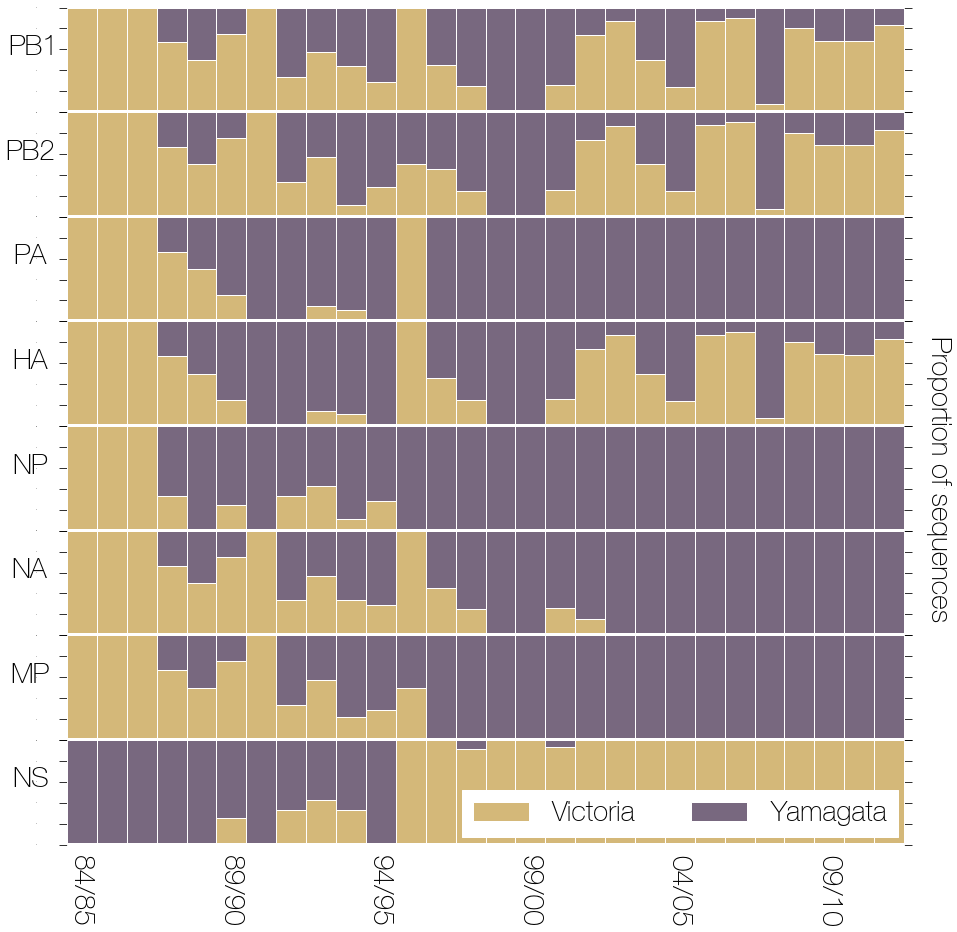 PB1
PB2
PA
HA
NP
NA
MP
NS
Proportion of sequences
Victoria
Yamagata
84/85
89/90
94/95
99/00
04/05
09/10